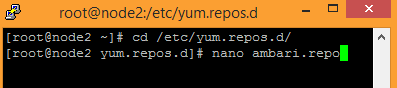 root@node2:/etc/yum.repos.d
[root@node2 ~]# cd /etc/yum.repos.d/
[root@node2 yum.repos.d]# nano ambari.repo